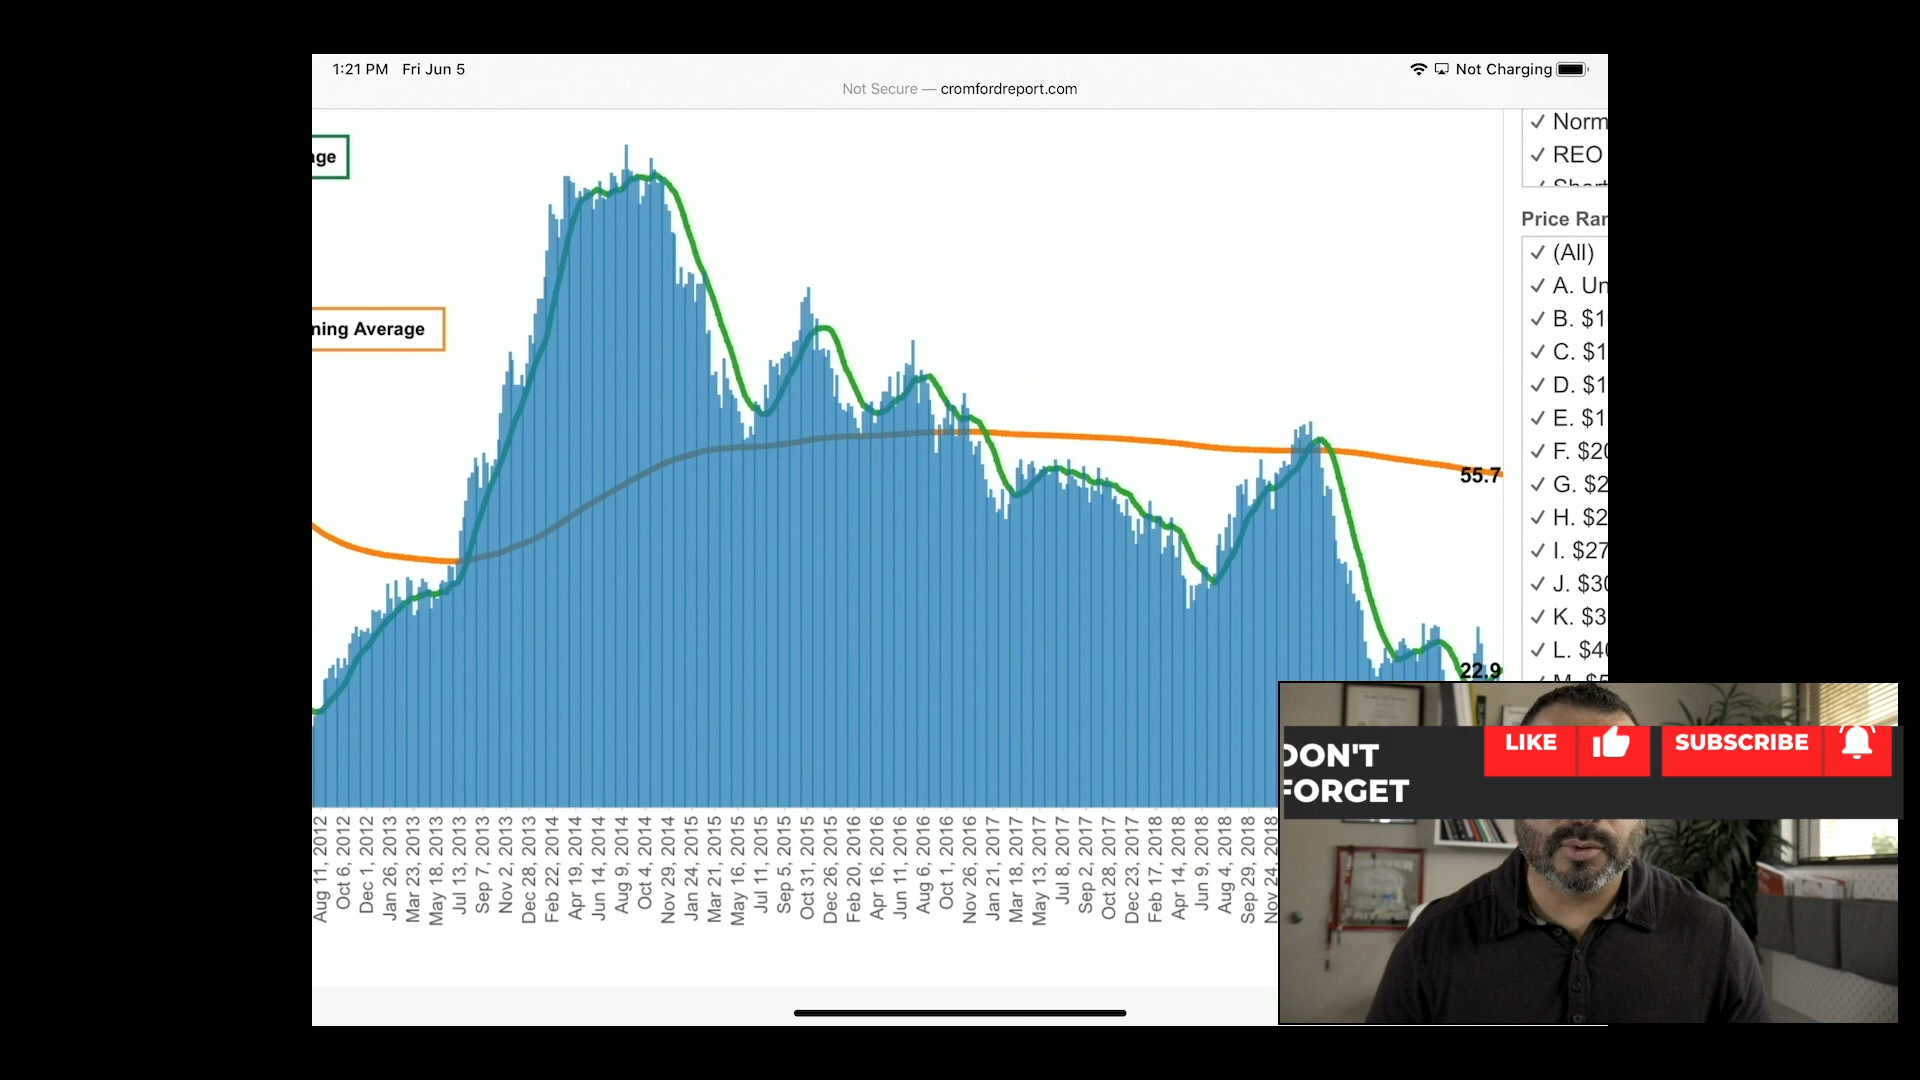 1:21 PM Fri Jun 5
Not Charging
Not Secure — cromfordreport.com
Norm
REO
Price Ran
(All)
A. Un
B. $1
C. $1
D. $1
E. $1
F. $20
G. $2
H. $2
I. $27
J. $30
K. $3
L. $40
ge
ning Average
55.7
22.9
Aug 11, 2012
Oct 6, 2012
Dec 1, 2012
Jan 26, 2013
Mar 23, 2013
May 18, 2013
Jul 13, 2013
Sep 7, 2013
Nov 2, 2013
Dec 28, 2013
Feb 22, 2014
Apr 19, 2014
Jun 14, 2014
Aug 9, 2014
Oct 4, 2014
Nov 29, 2014
Jan 24, 2015
Mar 21, 2015
May 16, 2015
Jul 11, 2015
Sep 5, 2015
Oct 31, 2015
Dec 26, 2015
Feb 20, 2016
Apr 16, 2016
Jun 11, 2016
Aug 6, 2016
Oct 1, 2016
Nov 26, 2016
Jan 21, 2017
Mar 18, 2017
May 13, 2017
Jul 8, 2017
Sep 2, 2017
Oct 28, 2017
Dec 23, 2017
Feb 17, 2018
Apr 14, 2018
Jun 9, 2018
Aug 4, 2018
Sep 29, 2018
Nov 24, 2018
DON'T
FORGET
LIKE
SUBSCRIBE